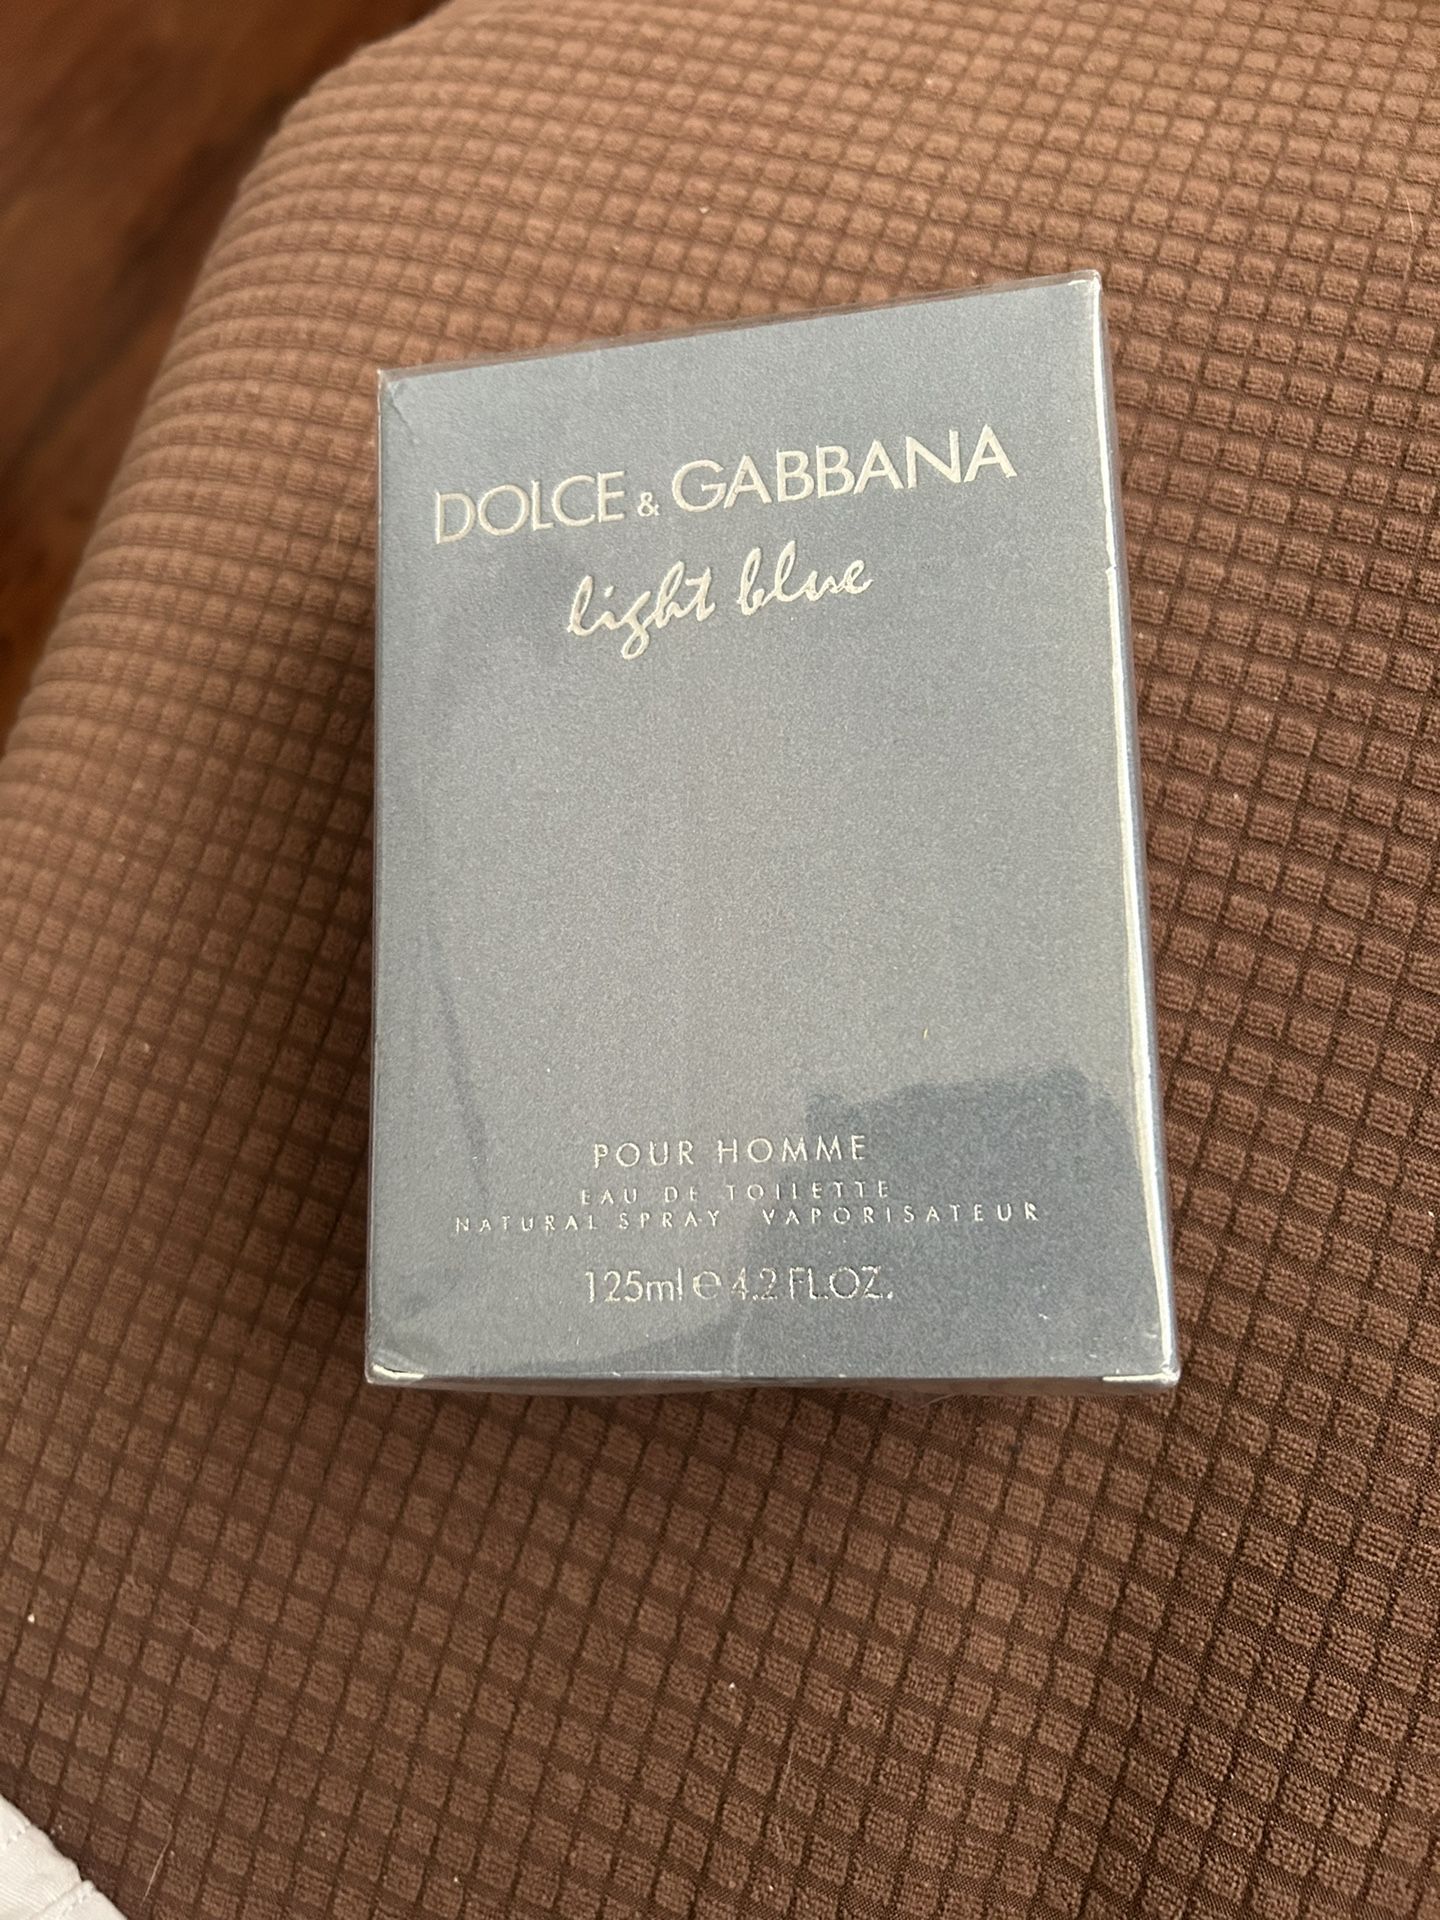 DOLCE & GABBANA
light blue
POUR HOMME
EAU DE TOILETTE
NATURAL SPRAY VAPORISATEUR
125ml ℮ 4.2 FL.OZ.